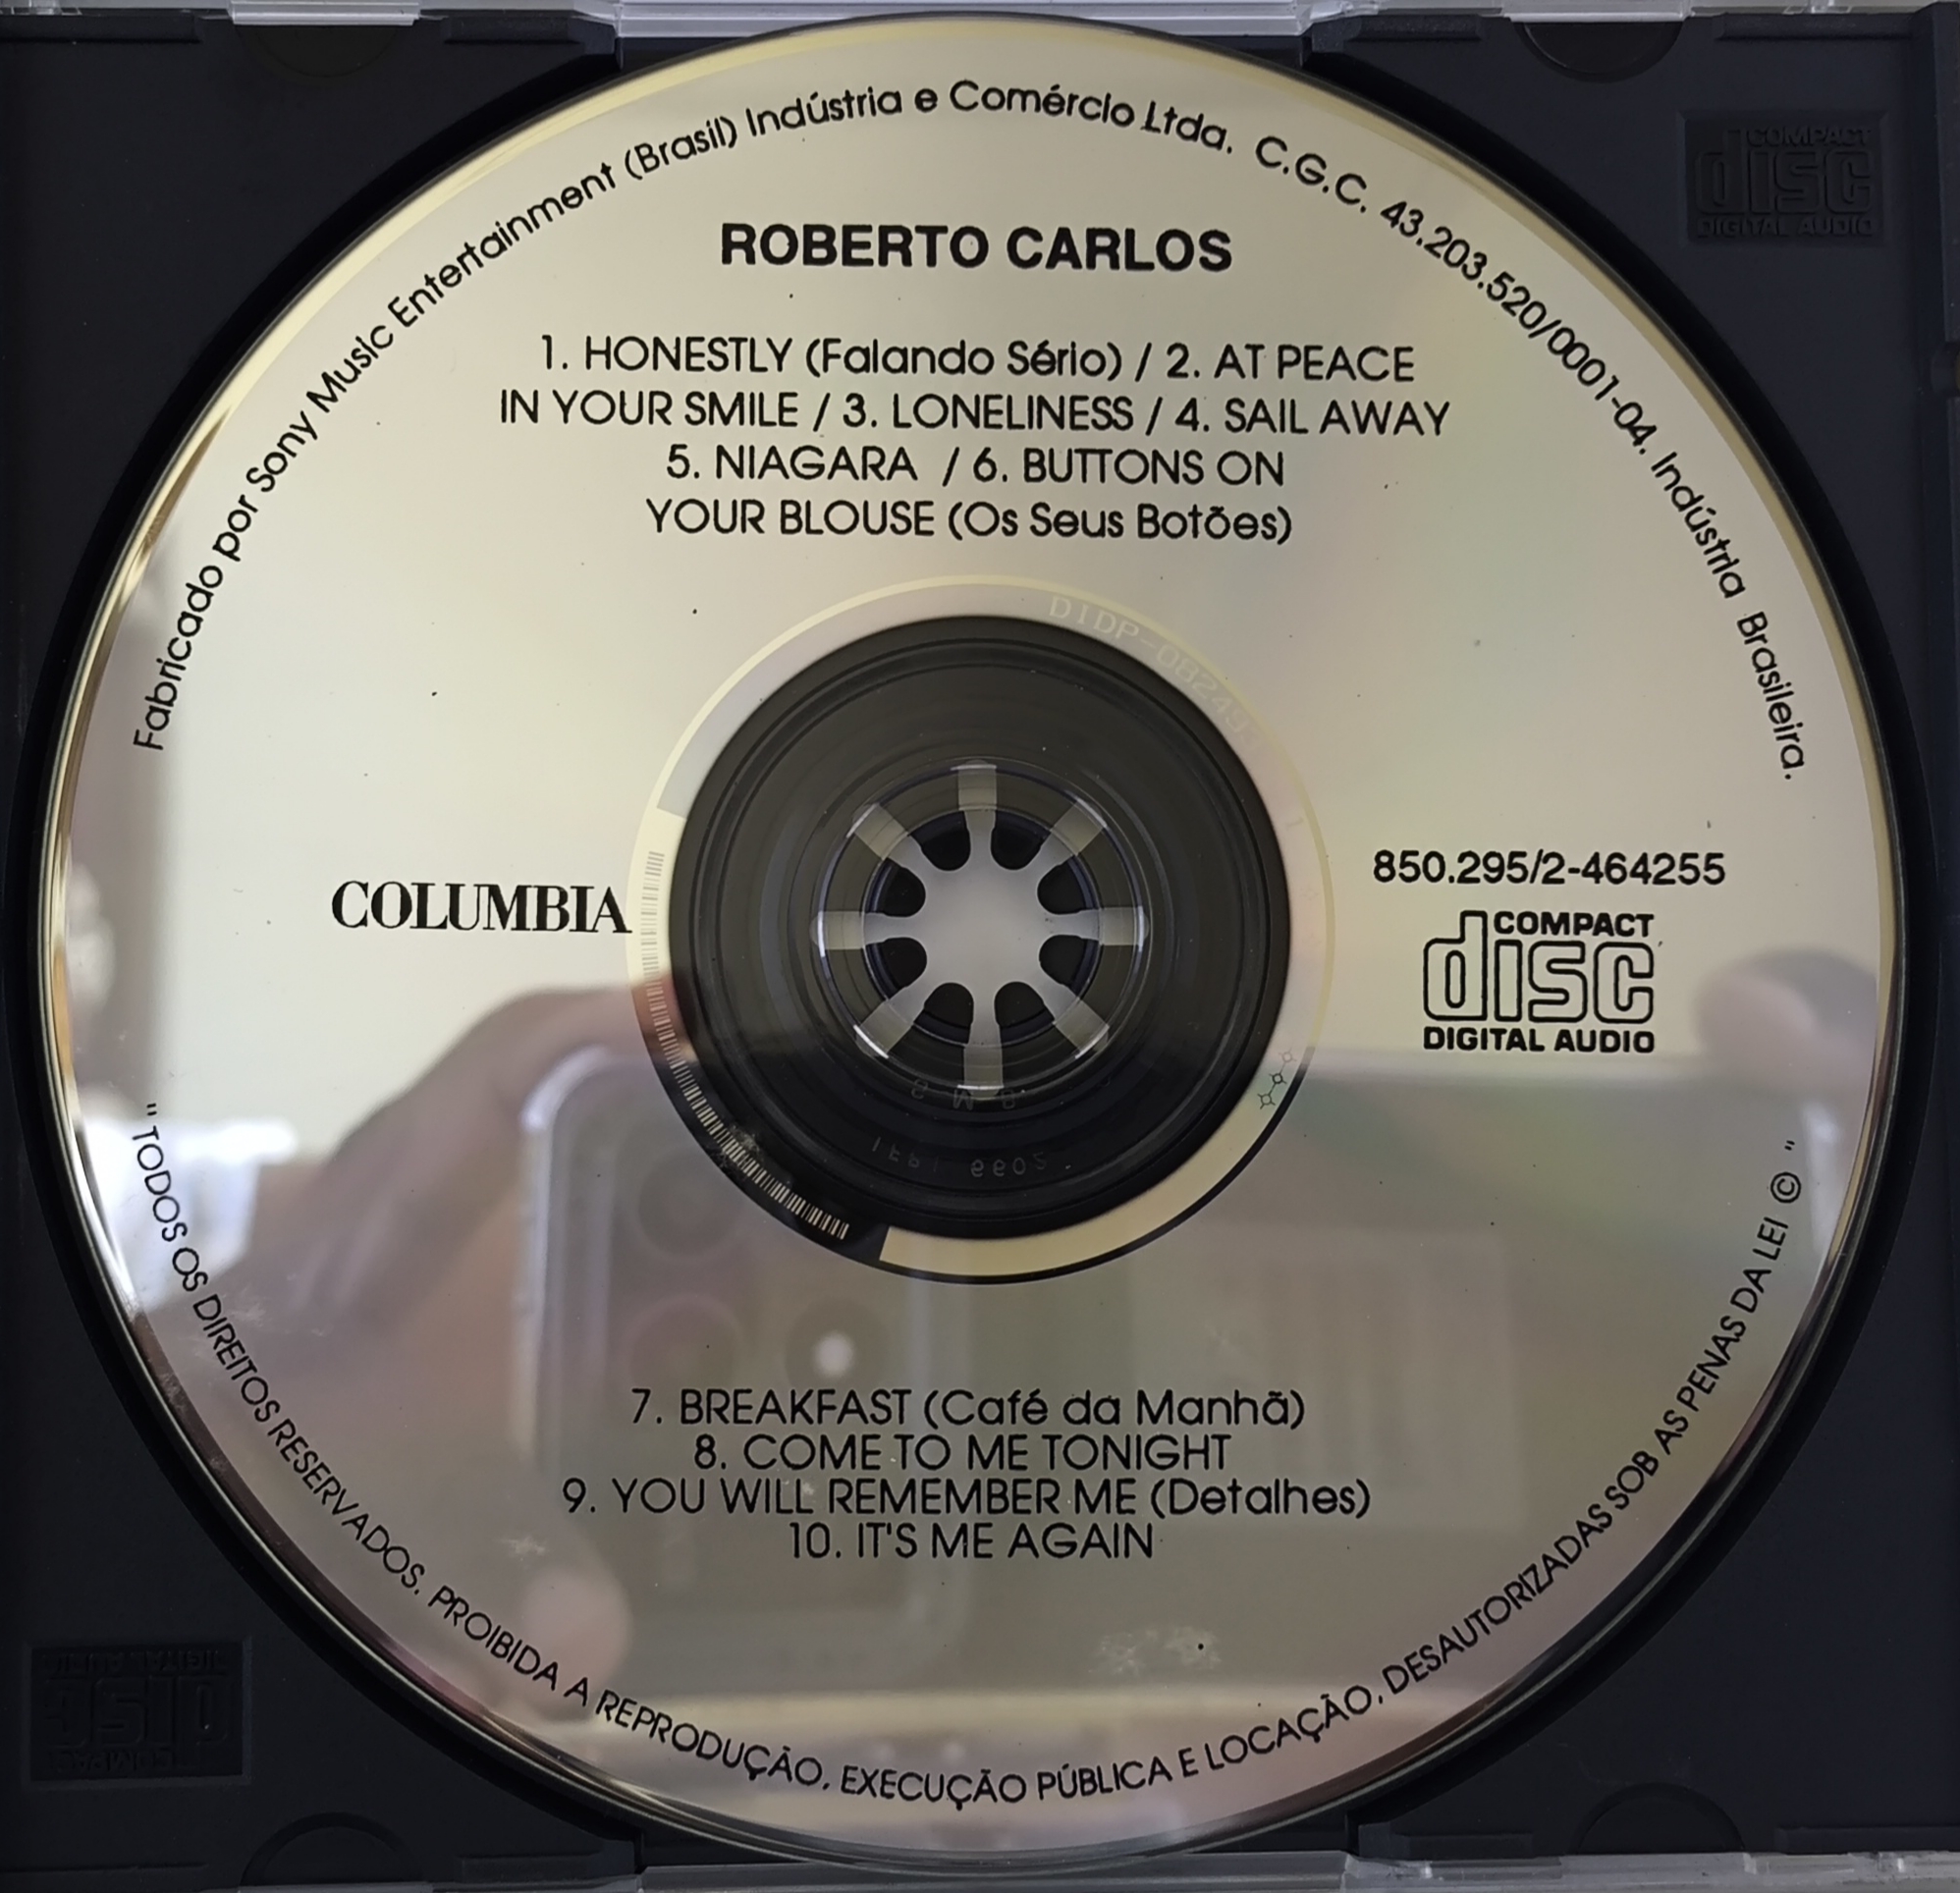 Fabricado por Sony Music Entertainment (Brasil) Indústria e Comércio Ltda. C.G.C. 43.203.520/0001-04. Indústria Brasileira.
ROBERTO CARLOS
1. HONESTLY (Falando Sério) / 2. AT PEACE
IN YOUR SMILE / 3. LONELINESS / 4. SAIL AWAY
5. NIAGARA / 6. BUTTONS ON
YOUR BLOUSE (Os Seus Botões)
COLUMBIA
850.295/2-464255
COMPACT
disc
DIGITAL AUDIO
7. BREAKFAST (Café da Manhã)
8. COME TO ME TONIGHT
9. YOU WILL REMEMBER ME (Detalhes)
10. IT'S ME AGAIN
" TODOS OS DIREITOS RESERVADOS. PROIBIDA A REPRODUÇÃO, EXECUÇÃO PÚBLICA E LOCAÇÃO, DESAUTORIZADAS SOB AS PENAS DA LEI © "
COMPACT
disc
DIGITAL AUDIO